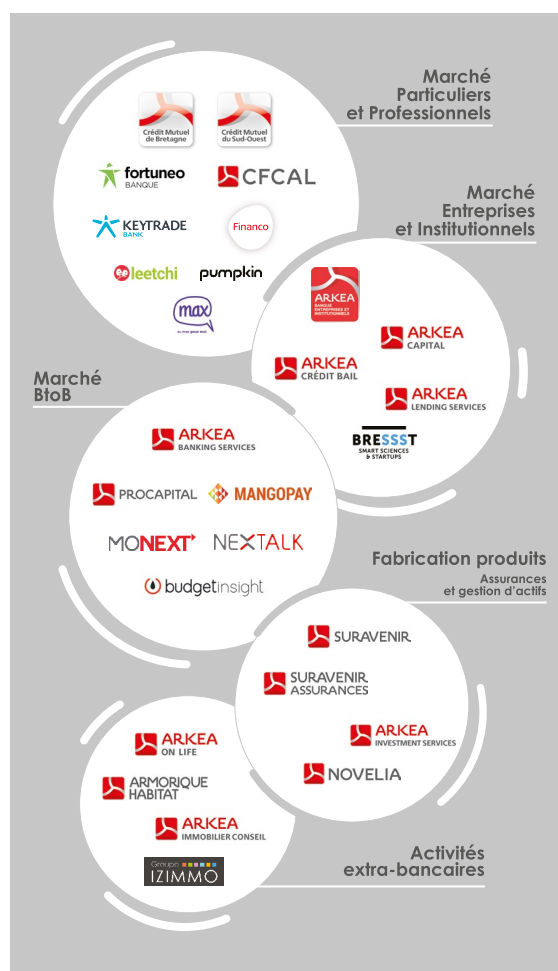 Marché
Particuliers
et Professionnels
Crédit Mutuel
de Bretagne
Crédit Mutuel
du Sud-Ouest
fortuneo
BANQUE
CFCAL
KEYTRADE
BANK
Financo
leetchi
pumpkin
max
Marché
Entreprises
et Institutionnels
ARKEA
BANQUE
ENTREPRISES ET
INSTITUTIONNELS
ARKEA
CAPITAL
ARKEA
CRÉDIT BAIL
ARKEA
LENDING SERVICES
BRESSST
SMART SCIENCES
& STARTUPS
Marché
BtoB
ARKEA
BANKING SERVICES
PROCAPITAL
MANGOPAY
MONEXT
NEXTALK
budgetinsight
Fabrication produits
Assurances
et gestion d'actifs
SURAVENIR
SURAVENIR
ASSURANCES
ARKEA
INVESTMENT SERVICES
NOVELIA
ARKEA
ON LIFE
ARMORIQUE
HABITAT
ARKEA
IMMOBILIER CONSEIL
Groupe
IZIMMO
Activités
extra-bancaires